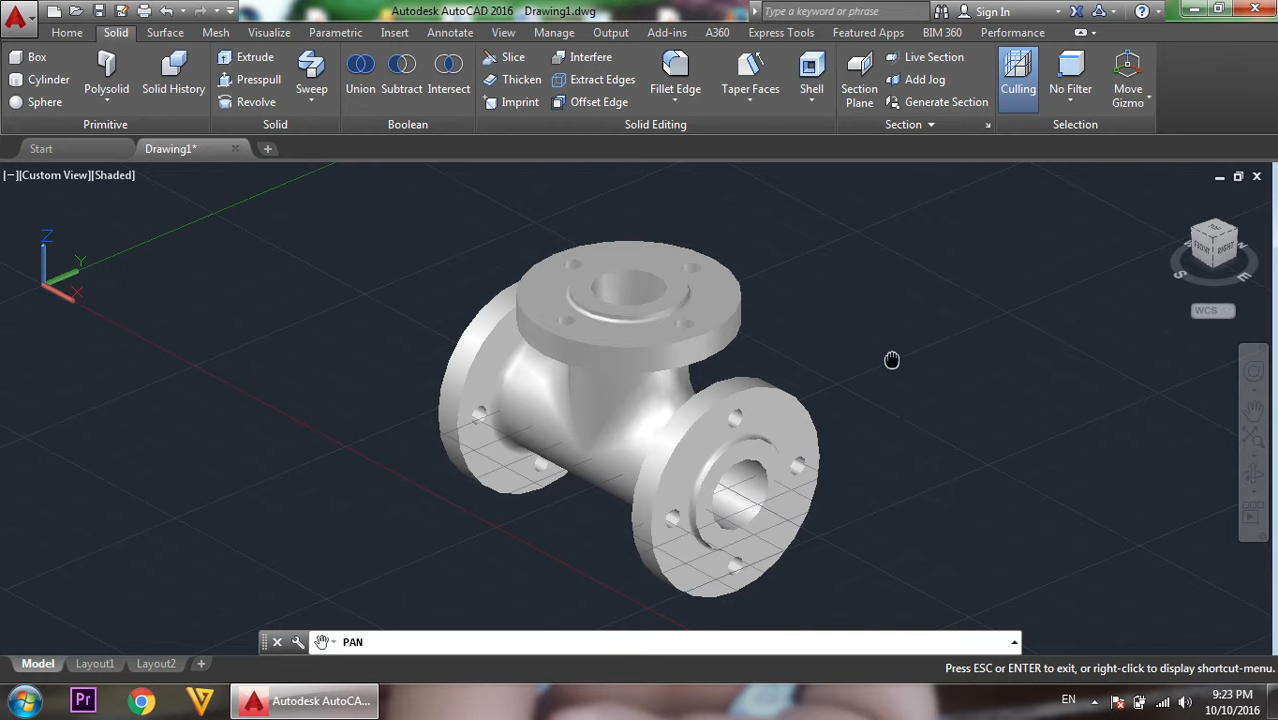 Autodesk AutoCAD 2016 Drawing1.dwg Type a keyword or phrase Sign In
Home Solid Surface Mesh Visualize Parametric Insert Annotate View Manage Output Add-ins A360 Express Tools Featured Apps BIM 360 Performance
Box Extrude Slice Interfere Live Section
Cylinder Presspull Thicken Extract Edges Add Jog
Sphere Revolve Imprint Offset Edge Generate Section
Polysolid Solid History Sweep Union Subtract Intersect Fillet Edge Taper Faces Shell Section Plane Culling No Filter Move Gizmo
Primitive Solid Boolean Solid Editing Section Selection
Start Drawing1*
[−][Custom View][Shaded]
Z
Y
X
TOP
FRONT RIGHT
S E
WCS
PAN
Model Layout1 Layout2
Press ESC or ENTER to exit, or right-click to display shortcut-menu.
Pr Autodesk AutoCA... EN 9:23 PM
10/10/2016